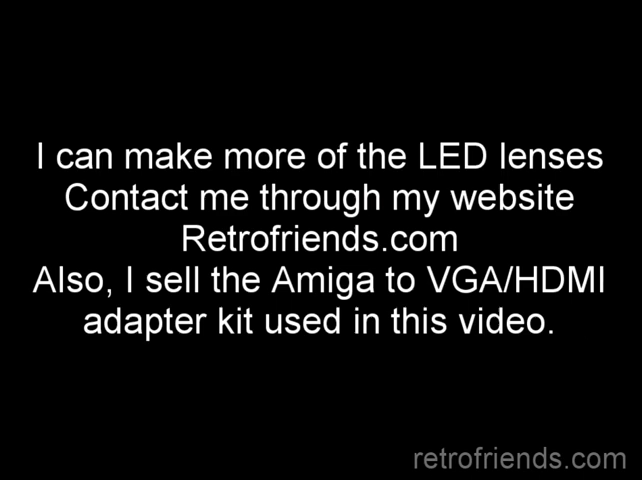 I can make more of the LED lenses
Contact me through my website
Retrofriends.com
Also, I sell the Amiga to VGA/HDMI
adapter kit used in this video.
retrofriends.com